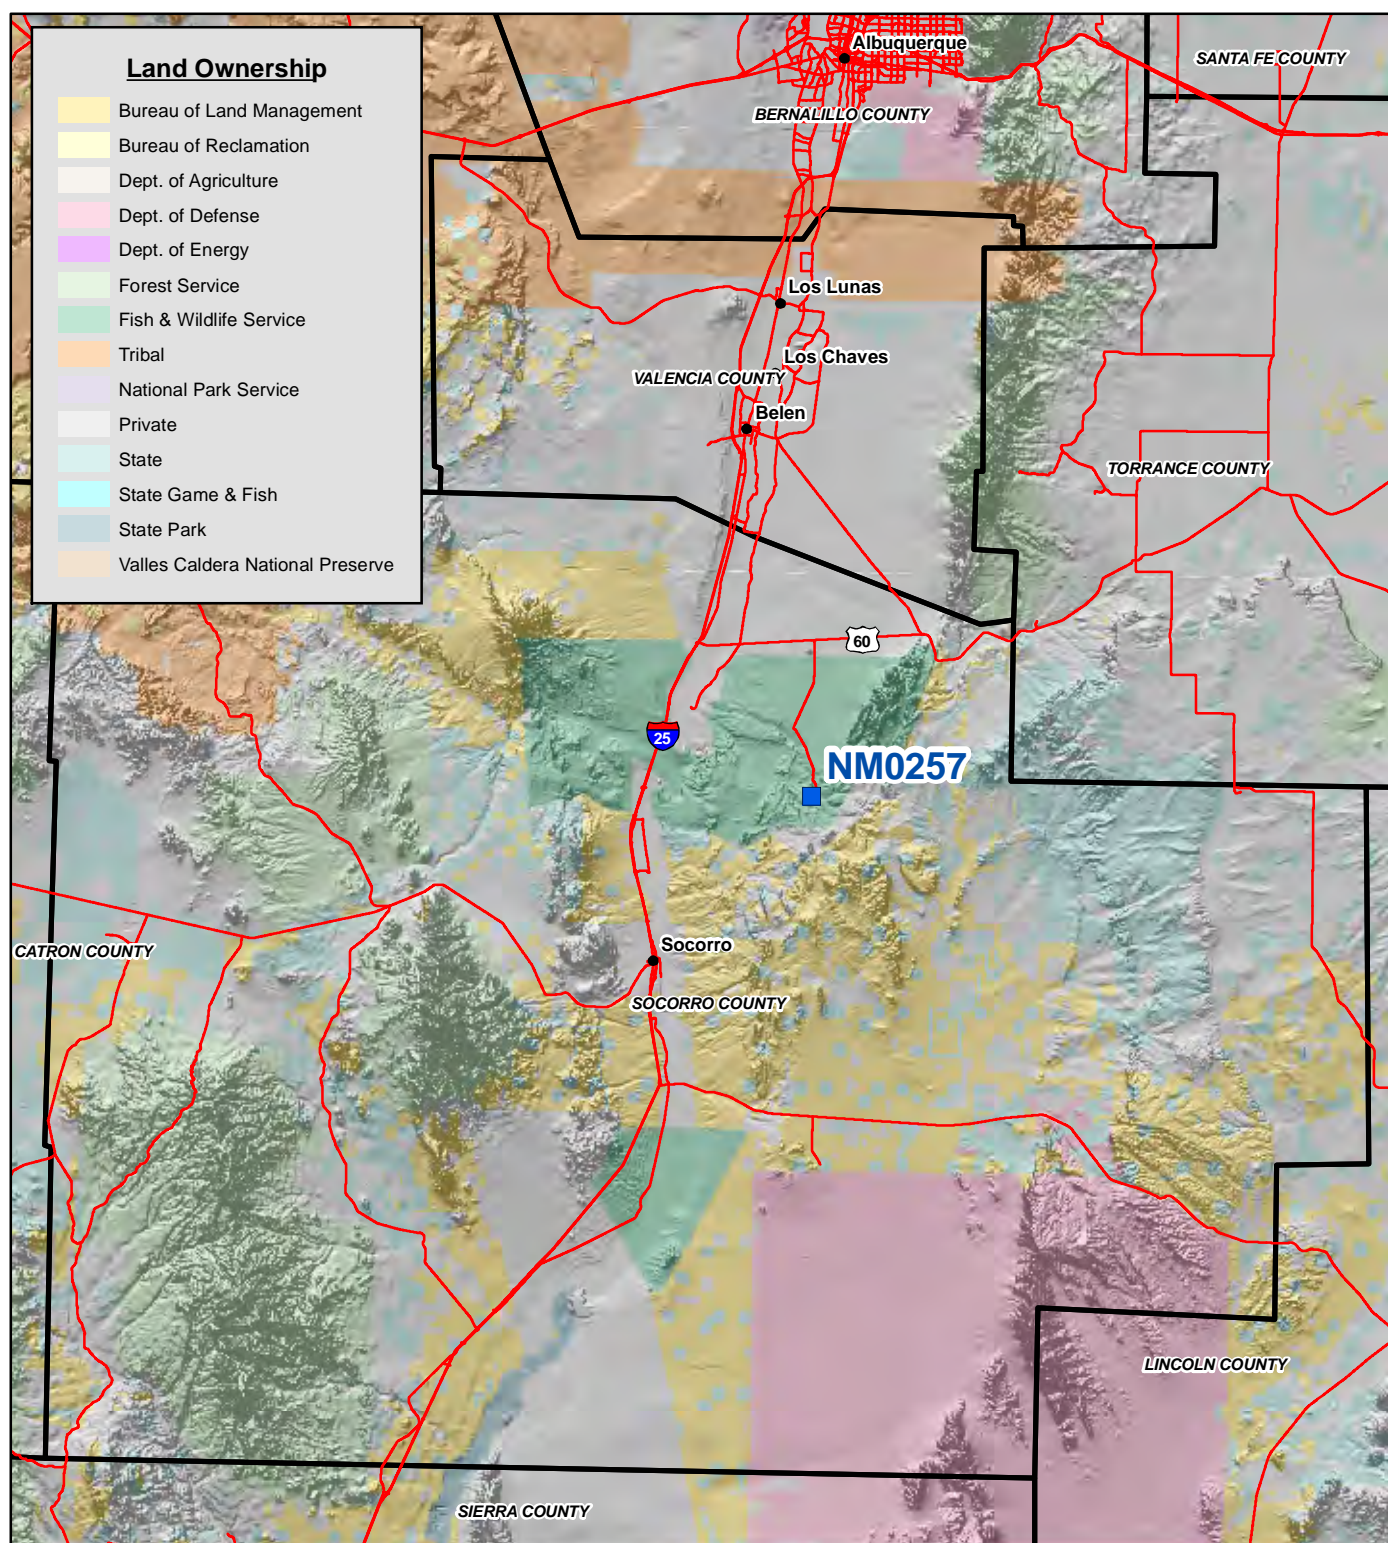 Land Ownership
Bureau of Land Management
Bureau of Reclamation
Dept. of Agriculture
Dept. of Defense
Dept. of Energy
Forest Service
Fish & Wildlife Service
Tribal
National Park Service
Private
State
State Game & Fish
State Park
Valles Caldera National Preserve
Albuquerque
SANTA FE COUNTY
BERNALILLO COUNTY
Los Lunas
Los Chaves
VALENCIA COUNTY
Belen
TORRANCE COUNTY
60
25
NM0257
Socorro
CATRON COUNTY
SOCORRO COUNTY
LINCOLN COUNTY
SIERRA COUNTY